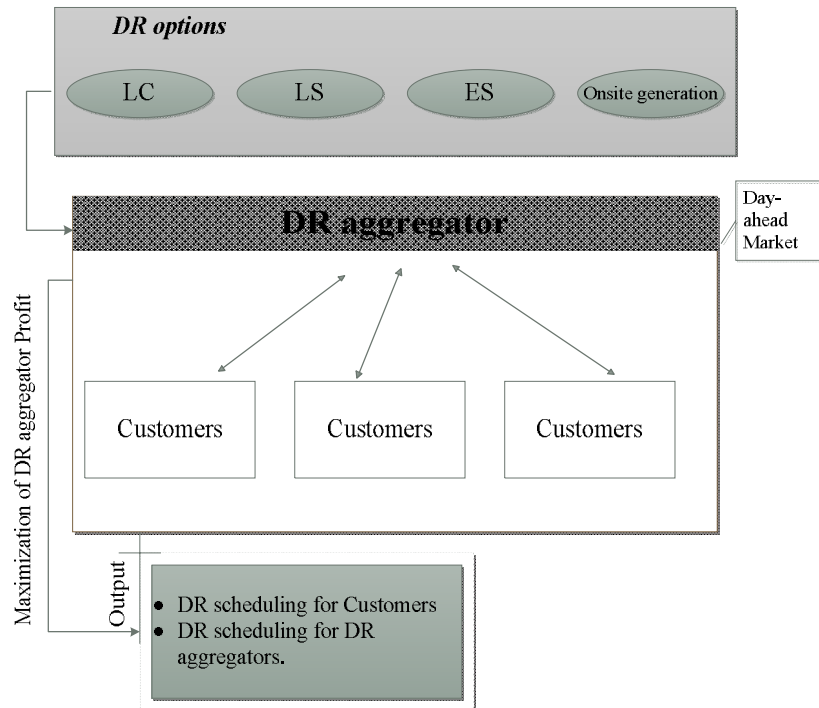 DR options
LC
LS
ES
Onsite generation
DR aggregator
Day-
ahead
Market
Maximization of DR aggregator Profit
Customers
Customers
Customers
Output
• DR scheduling for Customers
• DR scheduling for DR
aggregators.